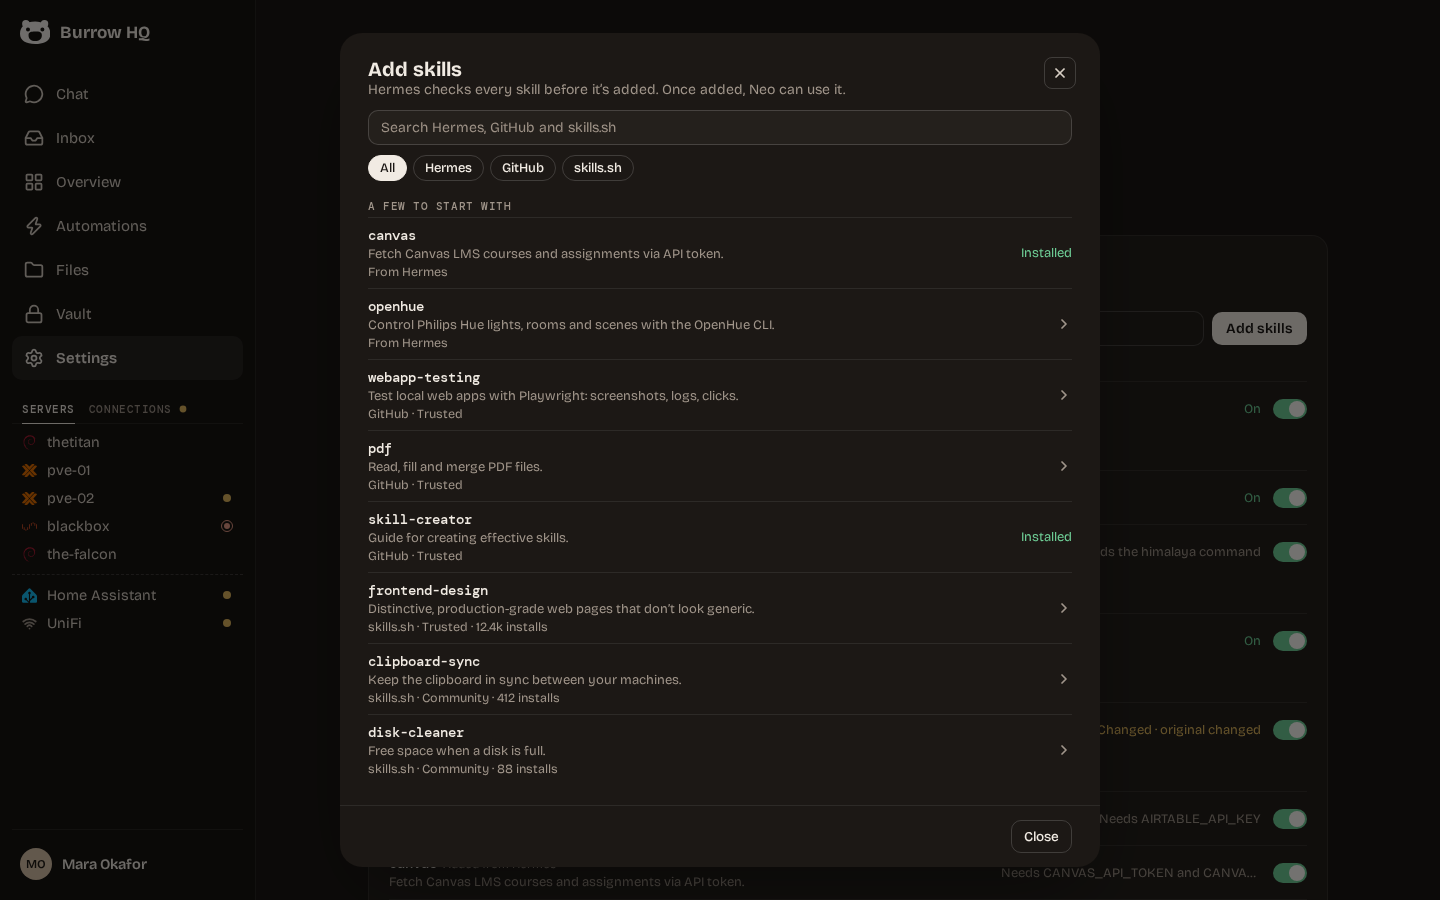 Burrow HQ
Chat
Inbox
Overview
Automations
Files
Vault
Settings
SERVERS CONNECTIONS
thetitan
pve-01
pve-02
blackbox
the-falcon
Home Assistant
UniFi
MO Mara Okafor
Add skills
Hermes checks every skill before it's added. Once added, Neo can use it.
Search Hermes, GitHub and skills.sh
All Hermes GitHub skills.sh
A FEW TO START WITH
canvas
Fetch Canvas LMS courses and assignments via API token.
From Hermes
Installed
openhue
Control Philips Hue lights, rooms and scenes with the OpenHue CLI.
From Hermes
webapp-testing
Test local web apps with Playwright: screenshots, logs, clicks.
GitHub · Trusted
pdf
Read, fill and merge PDF files.
GitHub · Trusted
skill-creator
Guide for creating effective skills.
GitHub · Trusted
Installed
frontend-design
Distinctive, production-grade web pages that don't look generic.
skills.sh · Trusted · 12.4k installs
clipboard-sync
Keep the clipboard in sync between your machines.
skills.sh · Community · 412 installs
disk-cleaner
Free space when a disk is full.
skills.sh · Community · 88 installs
Close
Add skills
On
On
the himalaya command
On
Changed · original changed
Needs AIRTABLE_API_KEY
Fetch Canvas LMS courses and assignments via API token.
Needs CANVAS_API_TOKEN and CANVA...